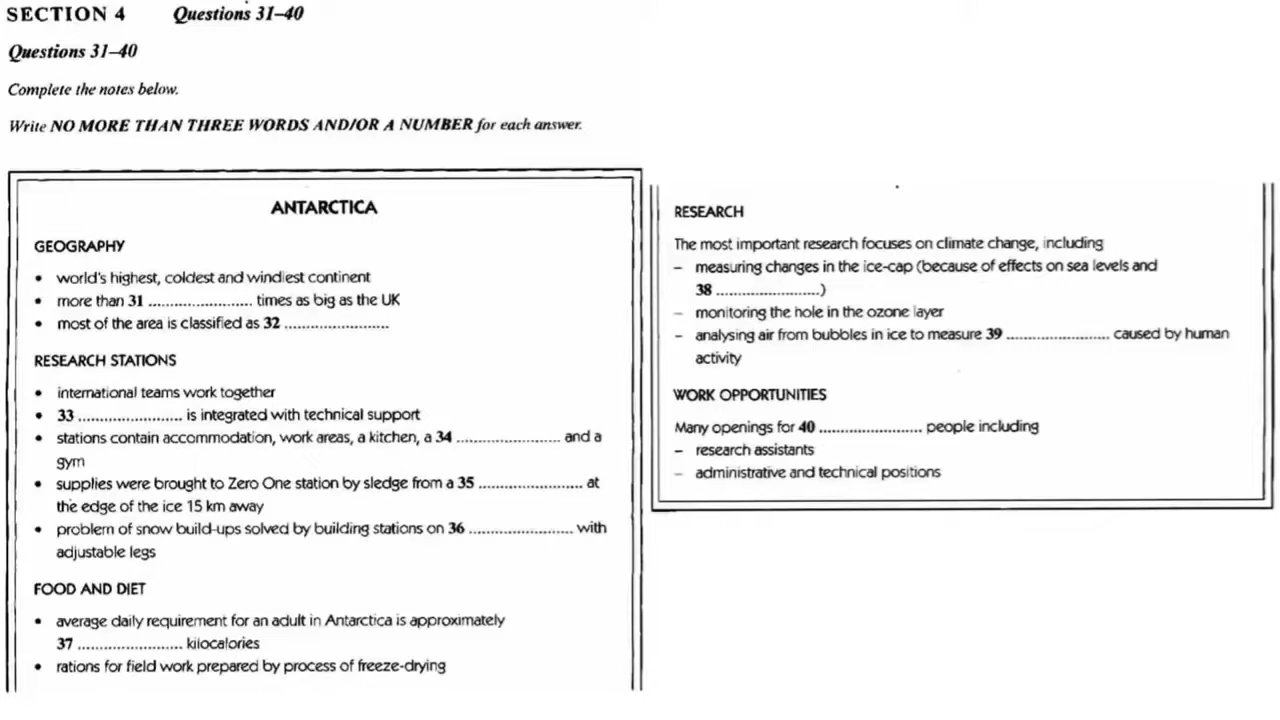 SECTION 4 Questions 31–40
Questions 31–40
Complete the notes below.
Write NO MORE THAN THREE WORDS AND/OR A NUMBER for each answer.
ANTARCTICA
GEOGRAPHY
• world's highest, coldest and windiest continent
• more than 31 ........................ times as big as the UK
• most of the area is classified as 32 ........................
RESEARCH STATIONS
• international teams work together
• 33 ........................ is integrated with technical support
• stations contain accommodation, work areas, a kitchen, a 34 ........................ and a
gym
• supplies were brought to Zero One station by sledge from a 35 ........................ at
the edge of the ice 15 km away
• problem of snow build-ups solved by building stations on 36 ........................ with
adjustable legs
FOOD AND DIET
• average daily requirement for an adult in Antarctica is approximately
37 ........................ kilocalories
• rations for field work prepared by process of freeze-drying
RESEARCH
The most important research focuses on climate change, including
– measuring changes in the ice-cap (because of effects on sea levels and
38 ........................)
– monitoring the hole in the ozone layer
– analysing air from bubbles in ice to measure 39 ........................ caused by human
activity
WORK OPPORTUNITIES
Many openings for 40 ........................ people including
– research assistants
– administrative and technical positions